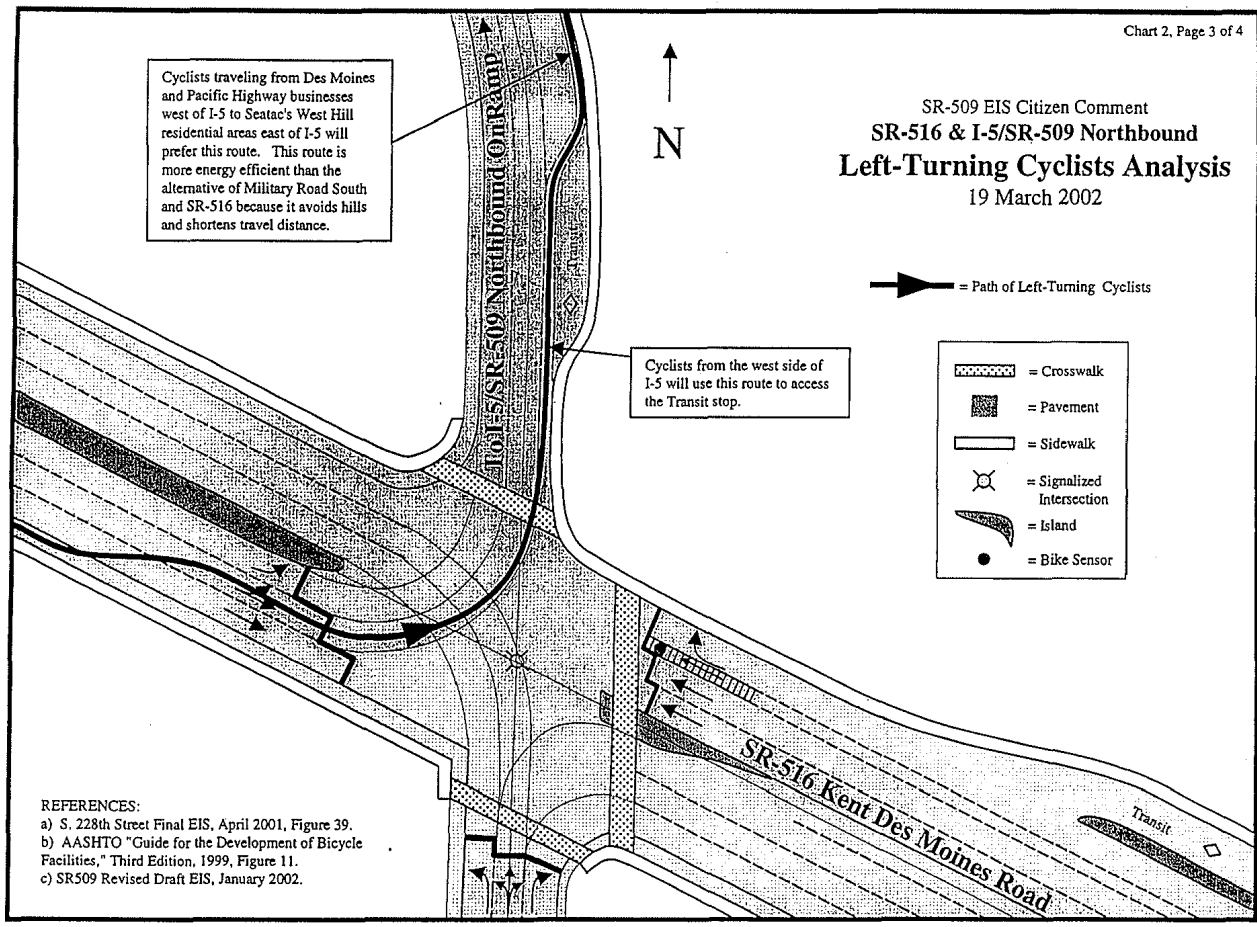 Chart 2, Page 3 of 4
SR-509 EIS Citizen Comment
SR-516 & I-5/SR-509 Northbound
Left-Turning Cyclists Analysis
19 March 2002
N
Cyclists traveling from Des Moines
and Pacific Highway businesses
west of I-5 to Seatac's West Hill
residential areas east of I-5 will
prefer this route. This route is
more energy efficient than the
alternative of Military Road South
and SR-516 because it avoids hills
and shortens travel distance.
To I-5/SR-509 Northbound On Ramp
Transit
= Path of Left-Turning Cyclists
Cyclists from the west side of
I-5 will use this route to access
the Transit stop.
= Crosswalk
= Pavement
= Sidewalk
= Signalized
Intersection
= Island
= Bike Sensor
SR-516 Kent Des Moines Road
Transit
REFERENCES:
a) S. 228th Street Final EIS, April 2001, Figure 39.
b) AASHTO "Guide for the Development of Bicycle
Facilities," Third Edition, 1999, Figure 11.
c) SR509 Revised Draft EIS, January 2002.